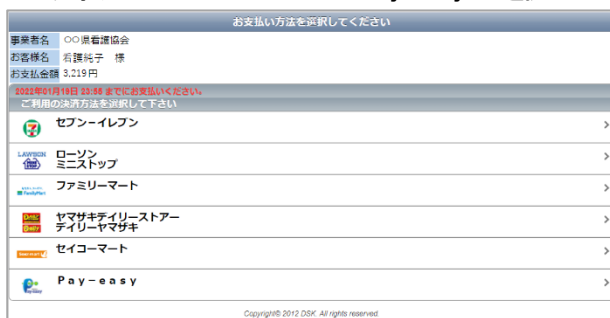 お支払い方法を選択してください
事業者名 〇〇県看護協会
お客様名 看護純子 様
お支払金額 3,219円
2022年01月19日 23:55 までにお支払いください。
ご利用の決済方法を選択して下さい
セブン－イレブン
LAWSON
ローソン
ミニストップ
FamilyMart
ファミリーマート
Daily
ヤマザキデイリーストアー
デイリーヤマザキ
セイコーマート
Pay－easy
Copyright© 2012 DSK. All rights reserved.